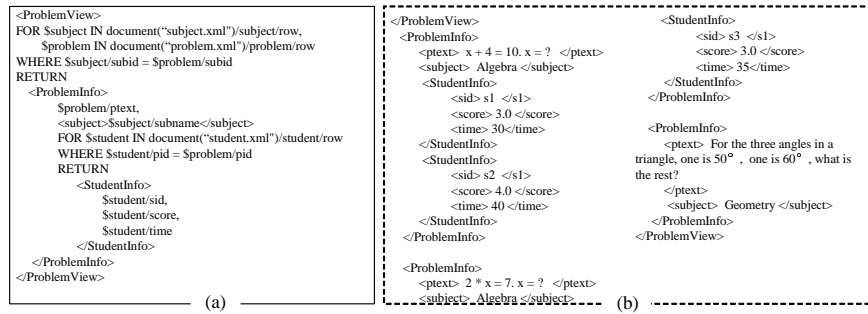 <ProblemView>
FOR $subject IN document(“subject.xml”)/subject/row,
$problem IN document(“problem.xml”)/problem/row
WHERE $subject/subid = $problem/subid
RETURN
<ProblemInfo>
$problem/ptext,
<subject>$subject/subname</subject>
FOR $student IN document(“student.xml”)/student/row
WHERE $student/pid = $problem/pid
RETURN
<StudentInfo>
$student/sid,
$student/score,
$student/time
</StudentInfo>
</ProblemInfo>
</ProblemView>
(a)
</ProblemView>
<ProblemInfo>
<ptext> x + 4 = 10. x = ? </ptext>
<subject> Algebra </subject>
<StudentInfo>
<sid> s1 </s1>
<score> 3.0 </score>
<time> 30</time>
</StudentInfo>
<StudentInfo>
<sid> s2 </s1>
<score> 4.0 </score>
<time> 40 </time>
</StudentInfo>
</ProblemInfo>
<ProblemInfo>
<ptext> 2 * x = 7. x = ? </ptext>
<subject> Algebra </subject>
<StudentInfo>
<sid> s3 </s1>
<score> 3.0 </score>
<time> 35</time>
</StudentInfo>
</ProblemInfo>
<ProblemInfo>
<ptext> For the three angles in a
triangle, one is 50° , one is 60° , what is
the rest?
</ptext>
<subject> Geometry </subject>
</ProblemInfo>
</ProblemView>
(b)